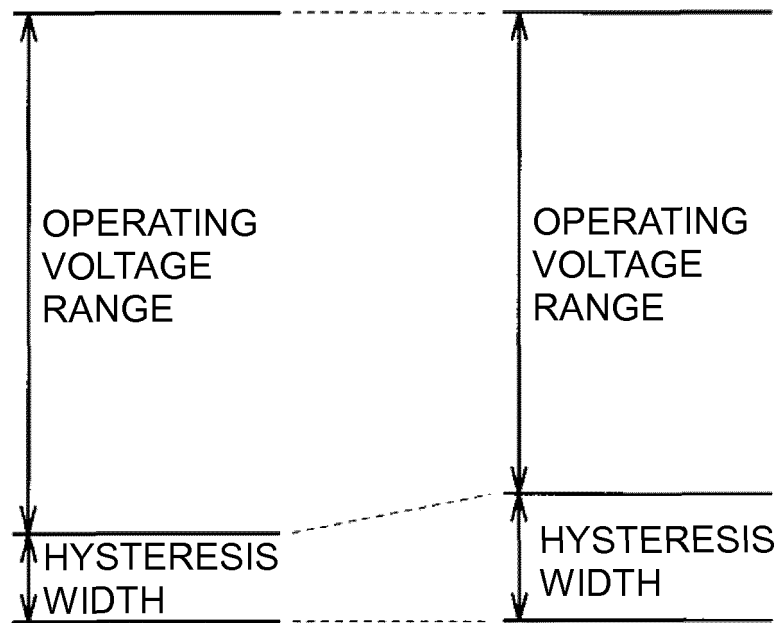 OPERATING
VOLTAGE
RANGE
HYSTERESIS
WIDTH
OPERATING
VOLTAGE
RANGE
HYSTERESIS
WIDTH